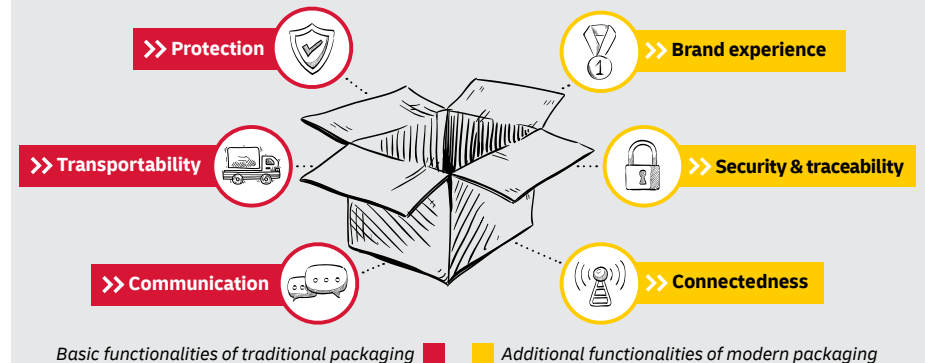 >> Protection
>> Brand experience
1
>> Transportability
>> Security & traceability
>> Communication
>> Connectedness
Basic functionalities of traditional packaging
Additional functionalities of modern packaging